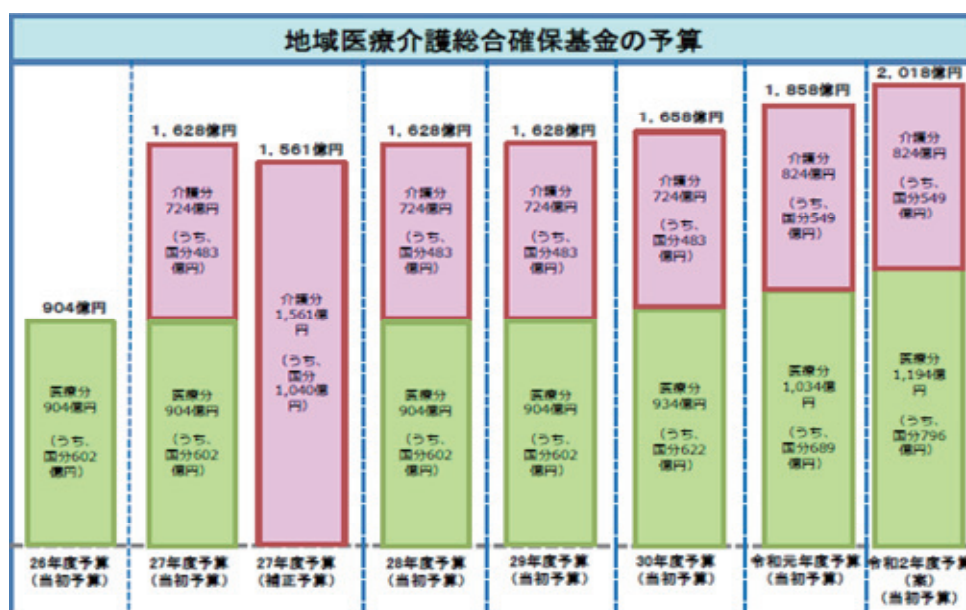 地域医療介護総合確保基金の予算
904億円
医療分
904億円
(うち、
国分602
億円)
26年度予算
(当初予算)
1,628億円
介護分
724億円
(うち、
国分483
億円)
医療分
904億円
(うち、
国分602
億円)
27年度予算
(当初予算)
1,561億円
介護分
1,561億
円
(うち、
国分
1,040億
円)
27年度予算
(補正予算)
1,628億円
介護分
724億円
(うち、
国分483
億円)
医療分
904億円
(うち、
国分602
億円)
28年度予算
(当初予算)
1,628億円
介護分
724億円
(うち、
国分483
億円)
医療分
904億円
(うち、
国分602
億円)
29年度予算
(当初予算)
1,658億円
介護分
724億円
(うち、
国分483
億円)
医療分
934億円
(うち、
国分622
億円)
30年度予算
(当初予算)
1,858億円
介護分
824億円
(うち、
国分549
億円)
医療分
1,034億
円
(うち、
国分689
億円)
令和元年度予算
(当初予算)
2,018億円
介護分
824億円
(うち、
国分549
億円)
医療分
1,194億
円
(うち、
国分796
億円)
令和2年度予算
(案)
(当初予算)